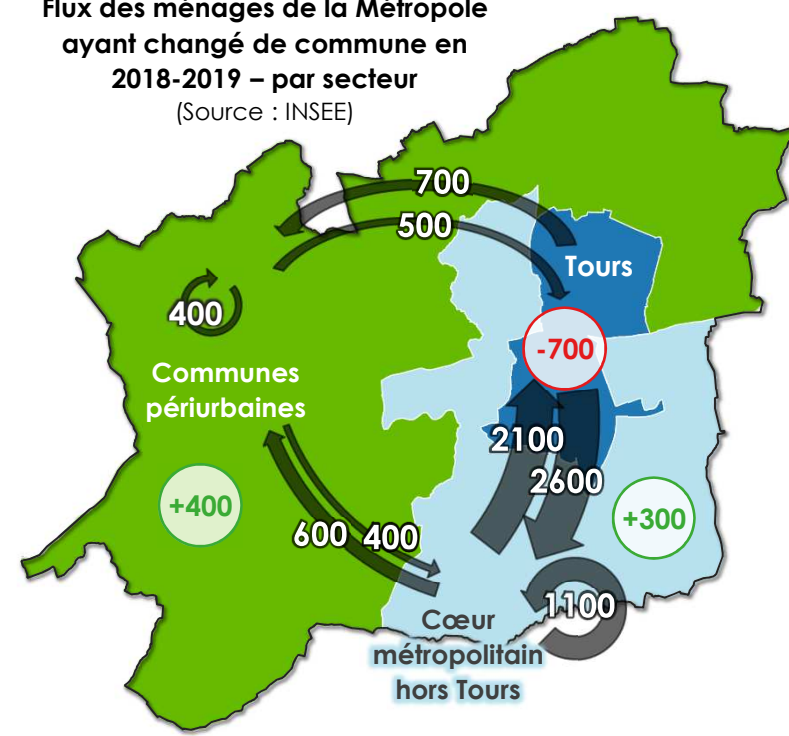 Flux des ménages de la Métropole
ayant changé de commune en
2018-2019 – par secteur
(Source : INSEE)
700
500
Tours
400
-700
Communes
périurbaines
2100
2600
+400
+300
600 400
1100
Cœur
métropolitain
hors Tours